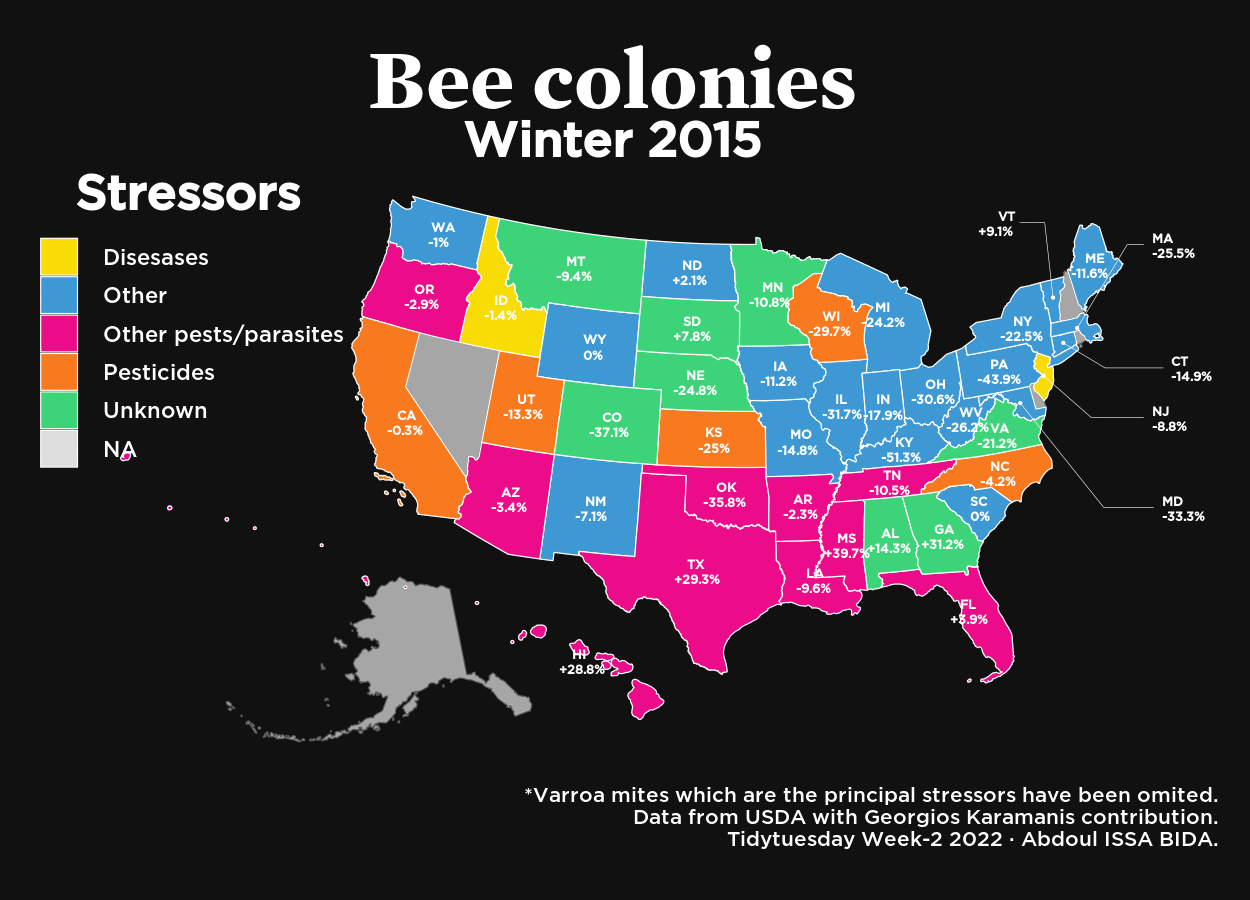 Bee colonies
Winter 2015
Stressors
Diseases
Other
Other pests/parasites
Pesticides
Unknown
NA
WA
-1%
OR
-2.9%
CA
-0.3%
ID
-1.4%
MT
-9.4%
WY
0%
UT
-13.3%
CO
-37.1%
AZ
-3.4%
NM
-7.1%
ND
+2.1%
SD
+7.8%
NE
-24.8%
KS
-25%
OK
-35.8%
TX
+29.3%
MN
-10.8%
IA
-11.2%
MO
-14.8%
AR
-2.3%
LA
-9.6%
WI
-29.7%
IL
-31.7%
MI
-24.2%
IN
-17.9%
OH
-30.6%
KY
-51.3%
TN
-10.5%
MS
+39.7%
AL
+14.3%
GA
+31.2%
FL
+3.9%
SC
0%
NC
-4.2%
VA
-21.2%
WV
-26.2%
PA
-43.9%
NY
-22.5%
VT
+9.1%
ME
-11.6%
MA
-25.5%
CT
-14.9%
NJ
-8.8%
MD
-33.3%
HI
+28.8%
*Varroa mites which are the principal stressors have been omited.
Data from USDA with Georgios Karamanis contribution.
Tidytuesday Week-2 2022 · Abdoul ISSA BIDA.